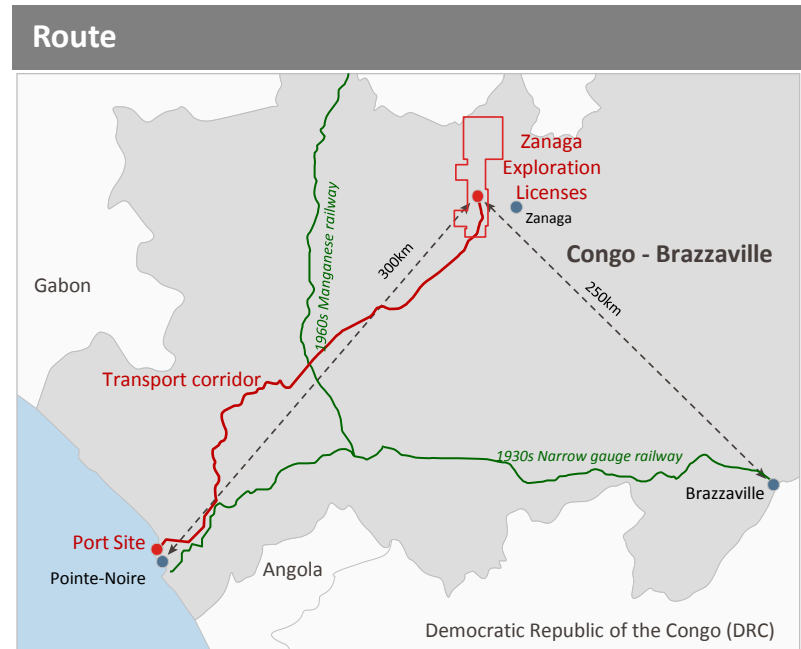 Route
Zanaga
Exploration
Licenses
Zanaga
Congo - Brazzaville
Gabon
1960s Manganese railway
300km
250km
Transport corridor
1930s Narrow gauge railway
Brazzaville
Port Site
Pointe-Noire
Angola
Democratic Republic of the Congo (DRC)